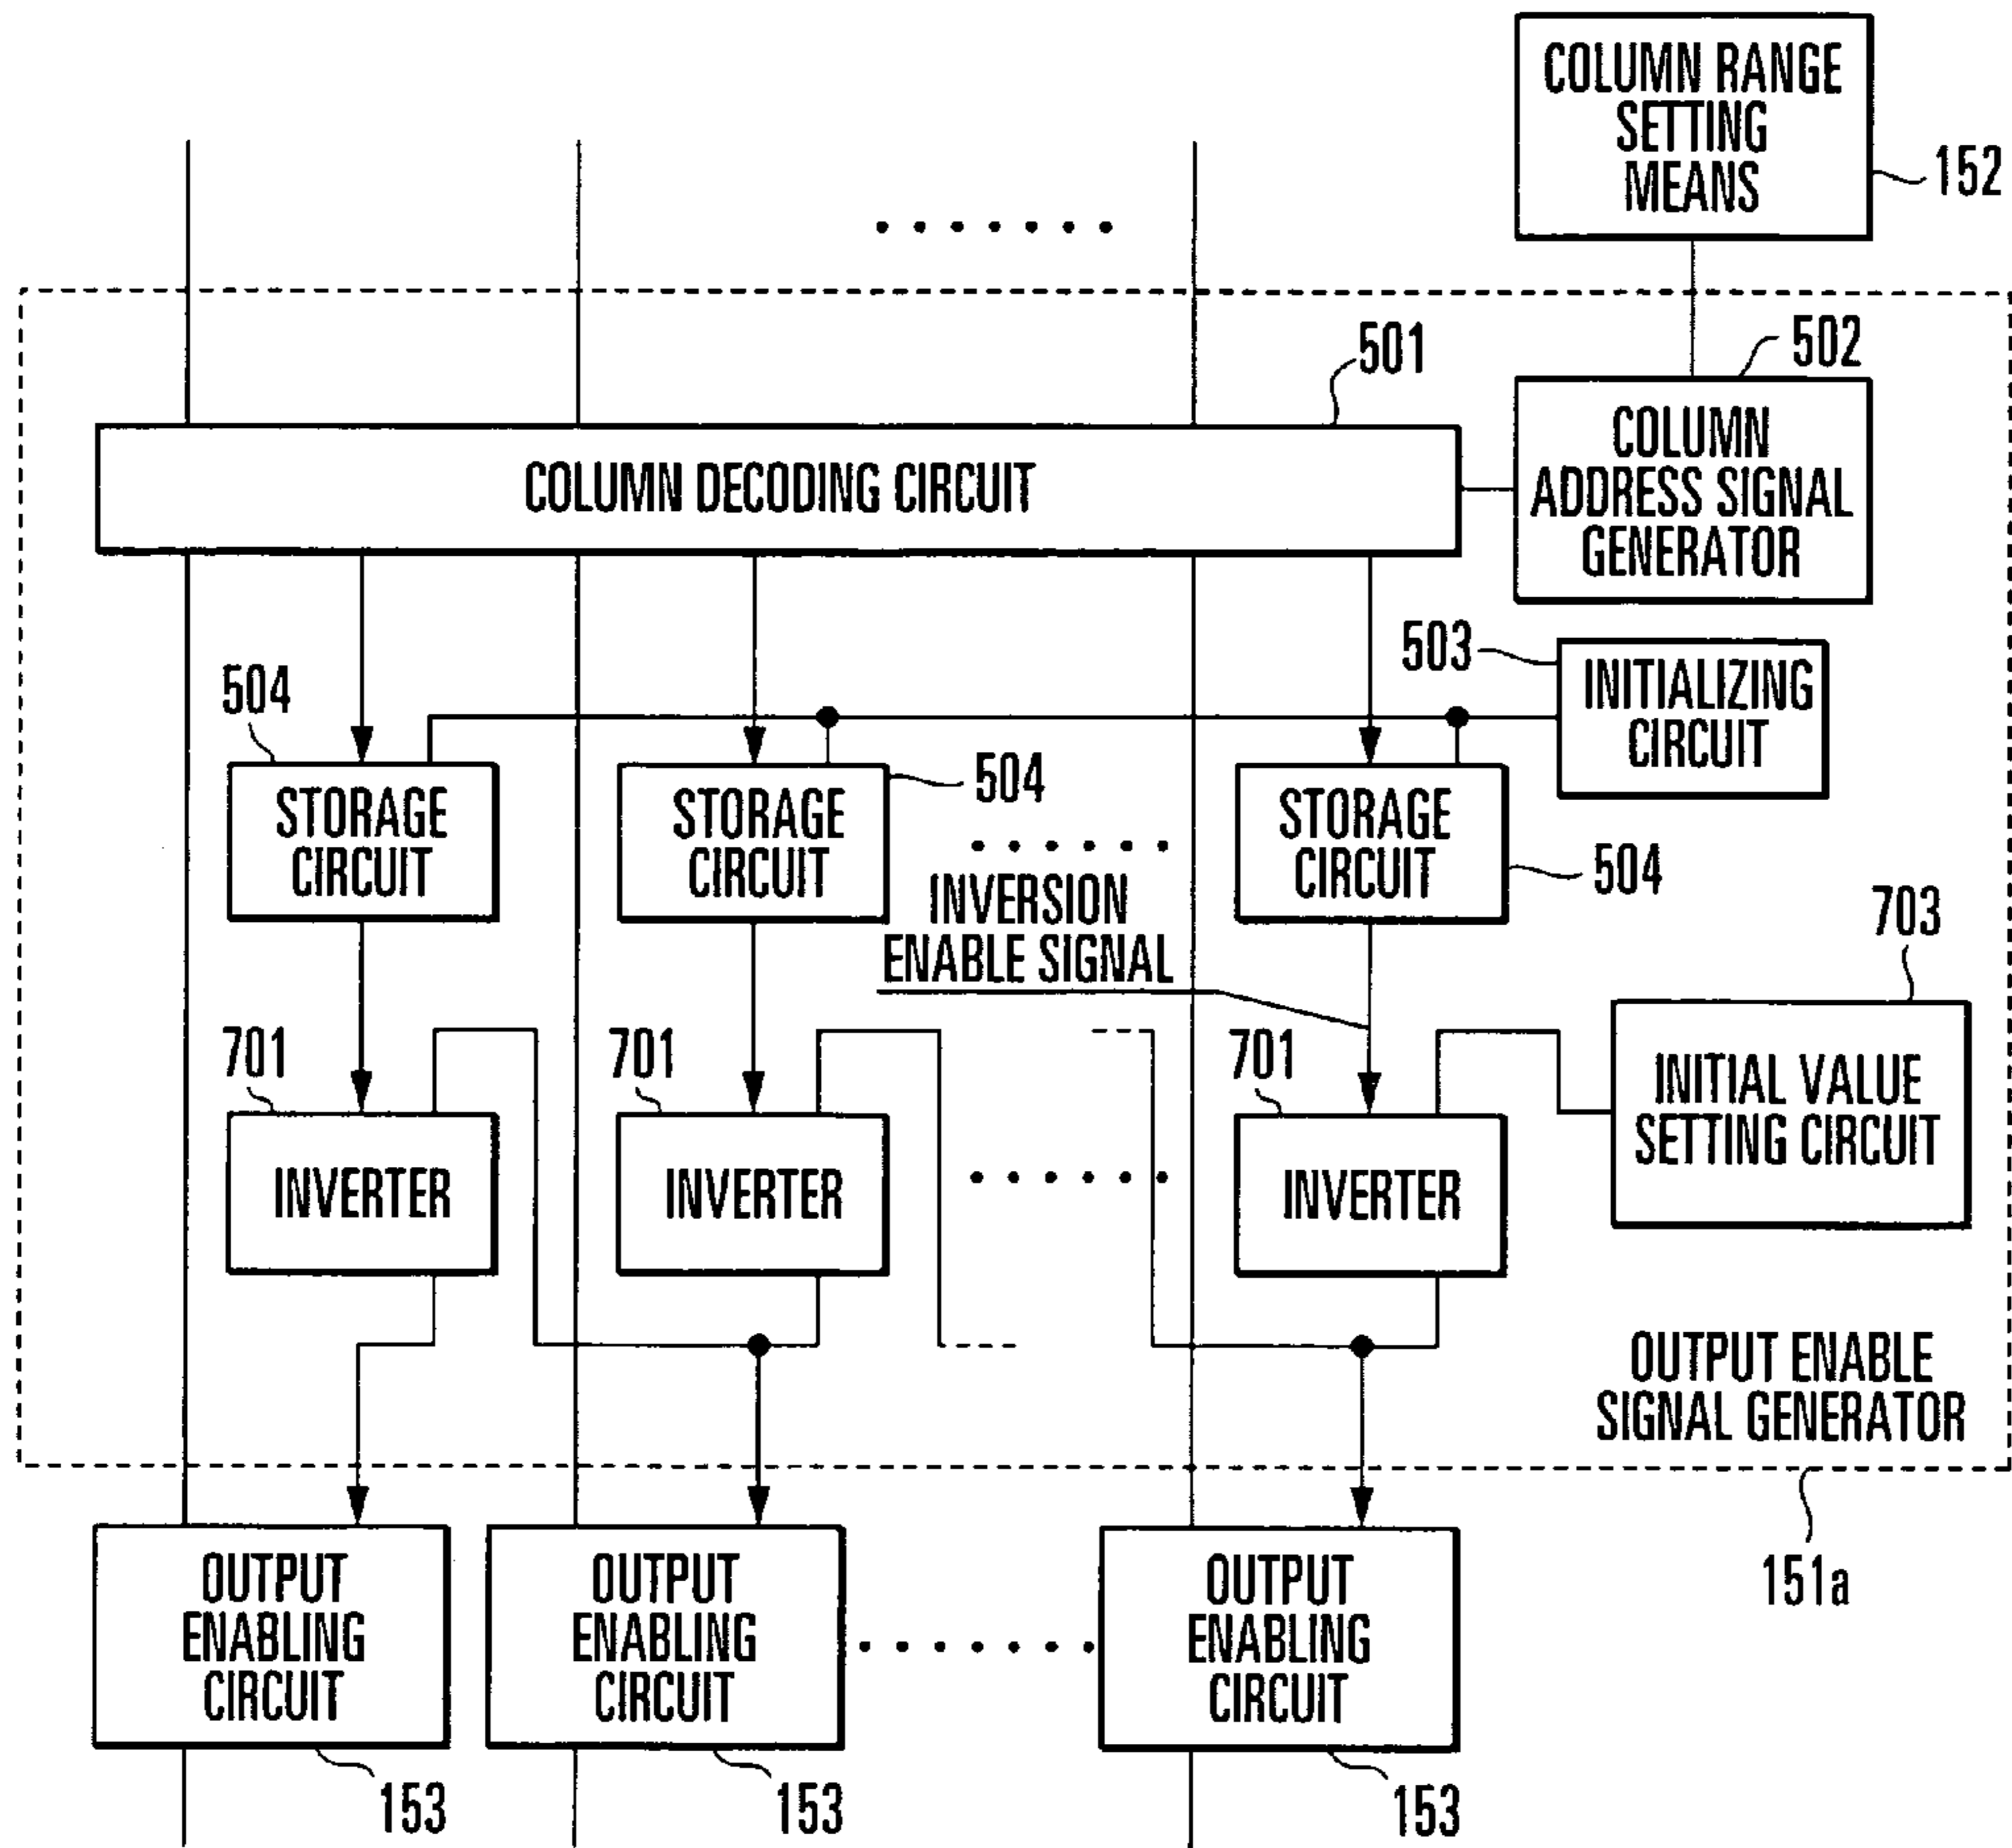 COLUMN RANGE
SETTING
MEANS
152
501
502
COLUMN DECODING CIRCUIT
COLUMN
ADDRESS SIGNAL
GENERATOR
503
INITIALIZING
CIRCUIT
504
STORAGE
CIRCUIT
STORAGE
CIRCUIT
504
STORAGE
CIRCUIT
504
INVERSION
ENABLE SIGNAL
703
701
INVERTER
701
INVERTER
701
INVERTER
INITIAL VALUE
SETTING CIRCUIT
OUTPUT ENABLE
SIGNAL GENERATOR
151a
OUTPUT
ENABLING
CIRCUIT
OUTPUT
ENABLING
CIRCUIT
OUTPUT
ENABLING
CIRCUIT
153
153
153